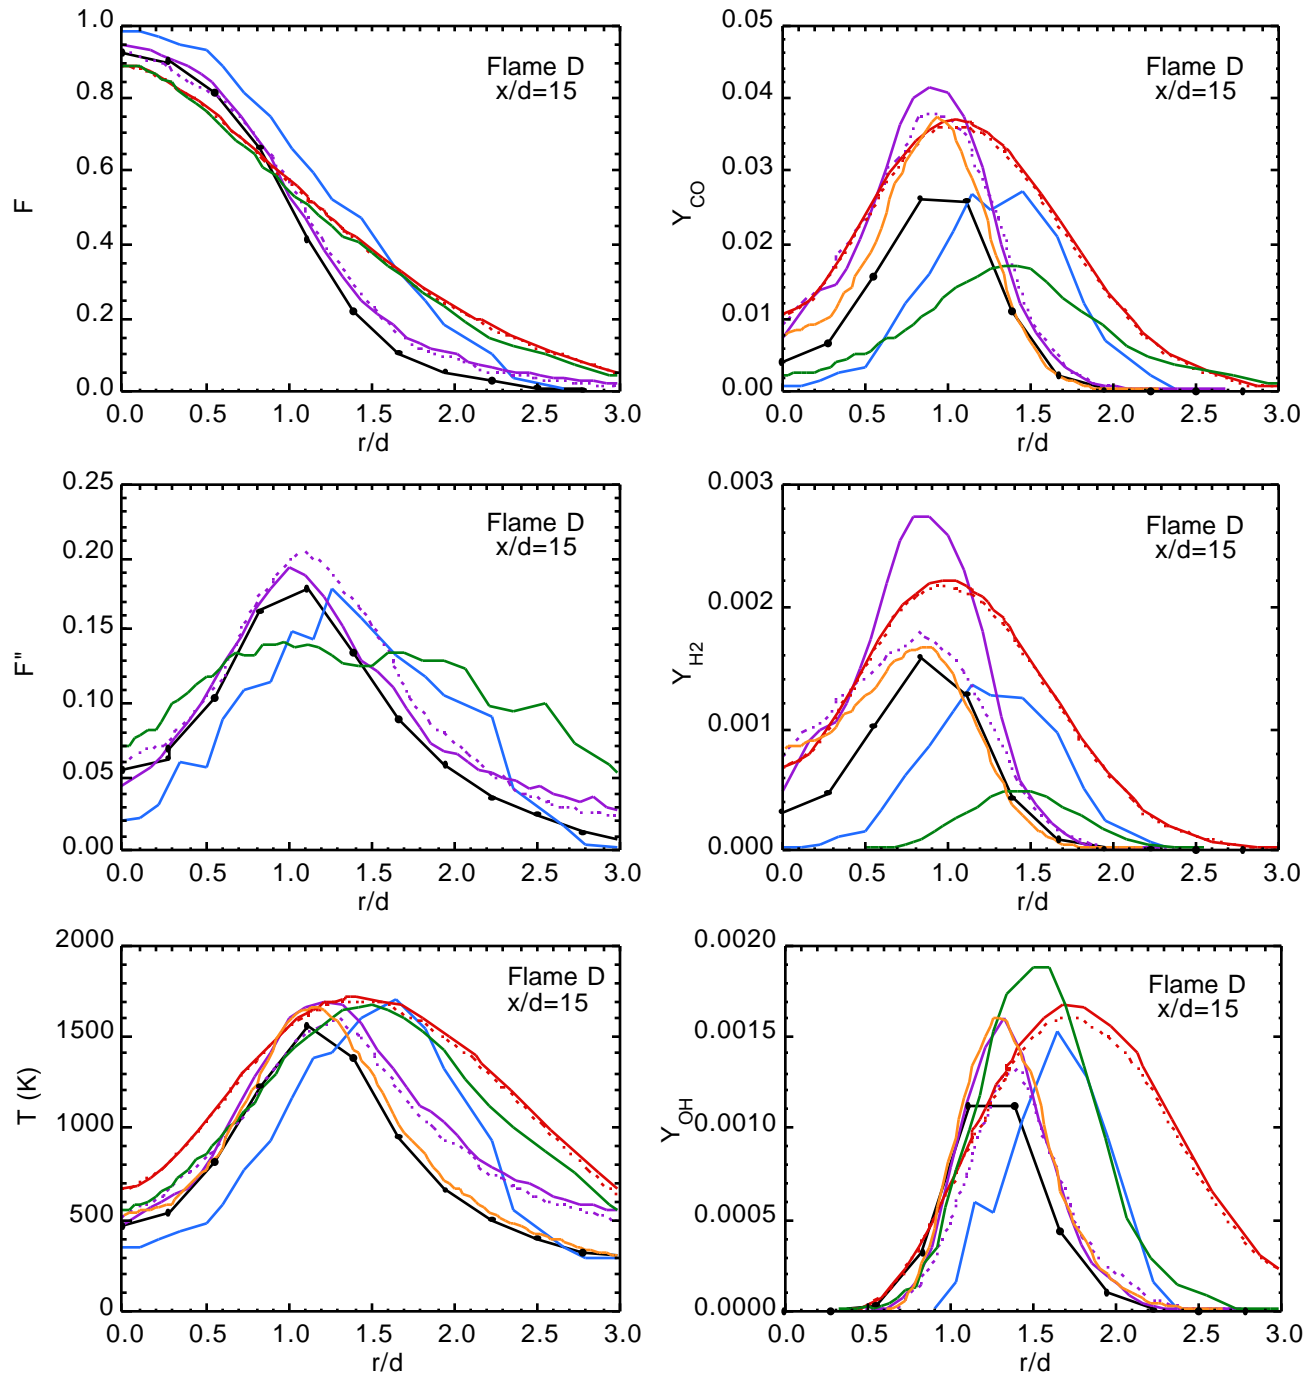 1.0
0.8
0.6
0.4
0.2
0.0
F
Flame D
x/d=15
0.0 0.5 1.0 1.5 2.0 2.5 3.0
r/d
0.05
0.04
0.03
0.02
0.01
0.00
Y_CO
Flame D
x/d=15
0.0 0.5 1.0 1.5 2.0 2.5 3.0
r/d
0.25
0.20
0.15
0.10
0.05
0.00
F"
Flame D
x/d=15
0.0 0.5 1.0 1.5 2.0 2.5 3.0
r/d
0.003
0.002
0.001
0.000
Y_H2
Flame D
x/d=15
0.0 0.5 1.0 1.5 2.0 2.5 3.0
r/d
2000
1500
1000
500
0
T (K)
Flame D
x/d=15
0.0 0.5 1.0 1.5 2.0 2.5 3.0
r/d
0.0020
0.0015
0.0010
0.0005
0.0000
Y_OH
Flame D
x/d=15
0.0 0.5 1.0 1.5 2.0 2.5 3.0
r/d